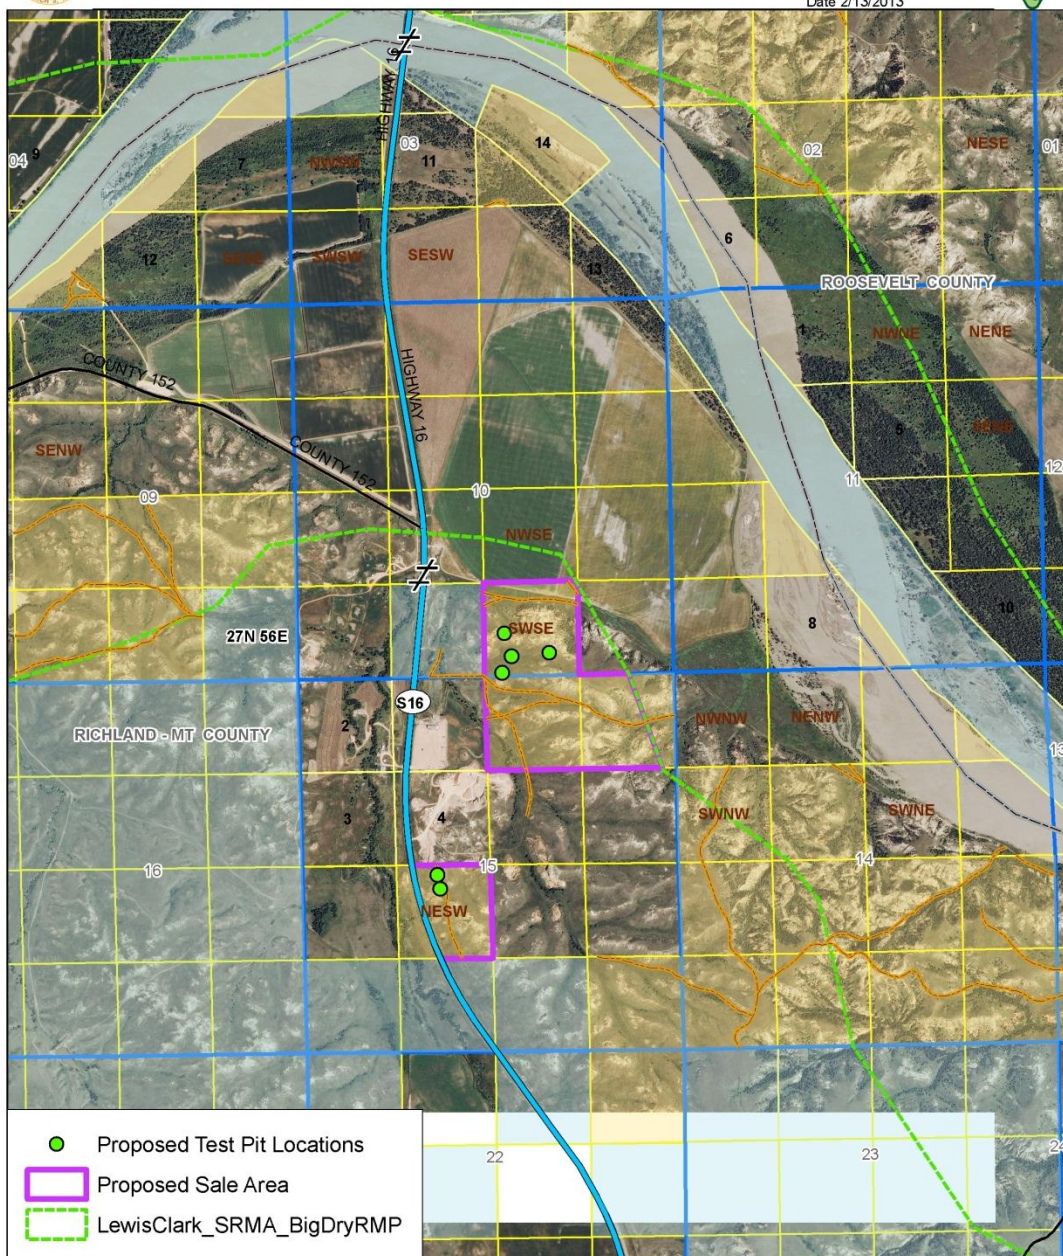 Date 2/13/2013
HIGHWAY 16
03
04
9
7
NWSW
11
14
02
NESE
01
12
SESE
SWSW
SESW
13
6
ROOSEVELT COUNTY
1
NWNE
NENE
COUNTY 152
HIGHWAY 16
SENW
COUNTY 152
5
11
12
09
10
NWSE
10
27N 56E
SWSE
8
S16
2
NWNW
NENW
RICHLAND - MT COUNTY
13
3
4
SWNW
SWNE
16
15
14
NESW
22
23
24
Proposed Test Pit Locations
Proposed Sale Area
LewisClark_SRMA_BigDryRMP